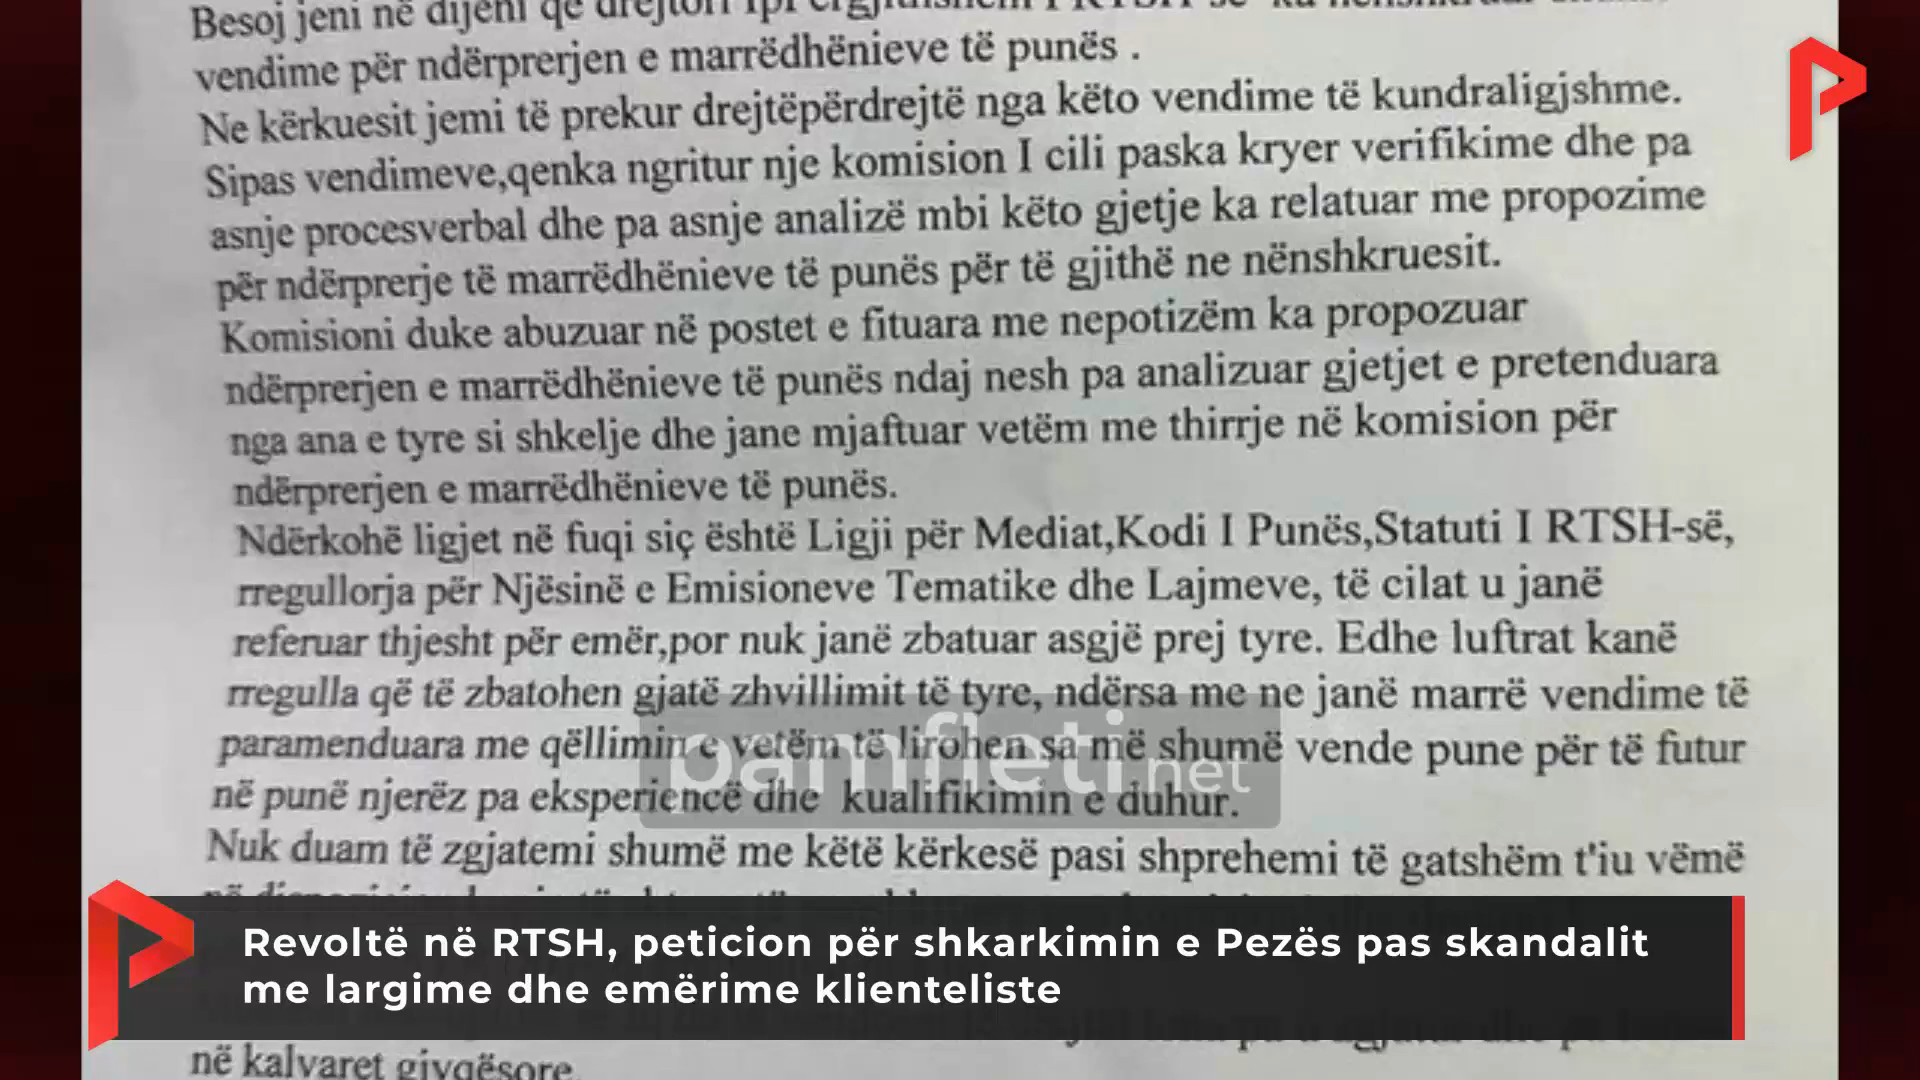 Besoj jeni në dijeni që drejtori
vendime për ndërprerjen e marrëdhënieve të punës .
Ne kërkuesit jemi të prekur drejtëpërdrejtë nga këto vendime të kundraligjshme.
Sipas vendimeve,qenka ngritur nje komision I cili paska kryer verifikime dhe pa
asnje procesverbal dhe pa asnje analizë mbi këto gjetje ka relatuar me propozime
për ndërprerje të marrëdhënieve të punës për të gjithë ne nënshkruesit.
Komisioni duke abuzuar në postet e fituara me nepotizëm ka propozuar
ndërprerjen e marrëdhënieve të punës ndaj nesh pa analizuar gjetjet e pretenduara
nga ana e tyre si shkelje dhe jane mjaftuar vetëm me thirrje në komision për
ndërprerjen e marrëdhënieve të punës.
Ndërkohë ligjet në fuqi siç është Ligji për Mediat,Kodi I Punës,Statuti I RTSH-së,
rregullorja për Njësinë e Emisioneve Tematike dhe Lajmeve, të cilat u janë
referuar thjesht për emër,por nuk janë zbatuar asgjë prej tyre. Edhe luftrat kanë
rregulla që të zbatohen gjatë zhvillimit të tyre, ndërsa me ne janë marrë vendime të
paramenduara me qëllimin e vetëm të lirohen sa më shumë vende pune për të futur
pamfleti.net
në punë njerëz pa eksperiencë dhe kualifikimin e duhur.
Nuk duam të zgjatemi shumë me këtë kërkesë pasi shprehemi të gatshëm t'iu vëmë
Revoltë në RTSH, peticion për shkarkimin e Pezës pas skandalit
me largime dhe emërime klienteliste
në kalvaret gjyqësore.